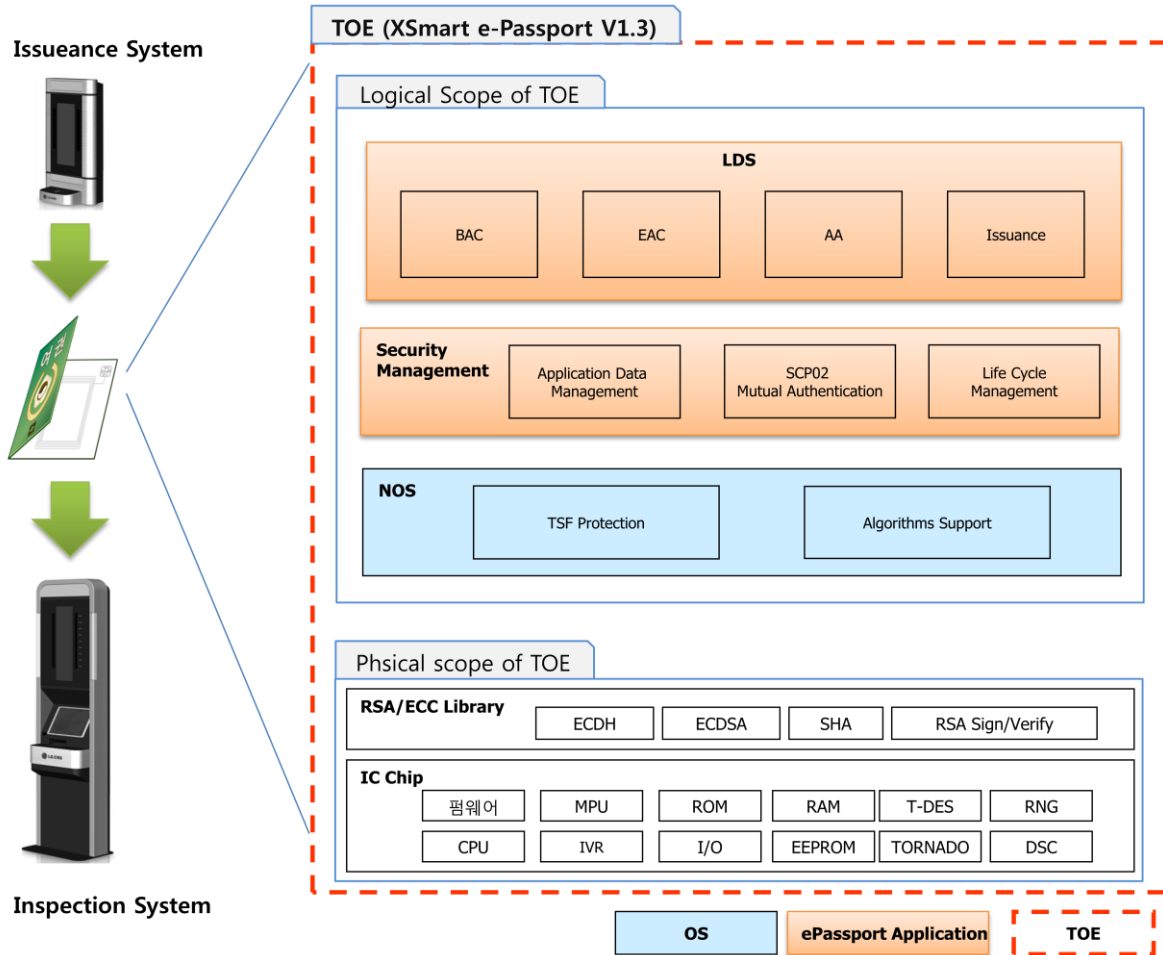 TOE (XSmart e-Passport V1.3)
Issueance System
Logical Scope of TOE
LDS
BAC
EAC
AA
Issuance
Security
Management
Application Data
Management
SCP02
Mutual Authentication
Life Cycle
Management
NOS
TSF Protection
Algorithms Support
Phsical scope of TOE
RSA/ECC Library
ECDH
ECDSA
SHA
RSA Sign/Verify
IC Chip
펌웨어
MPU
ROM
RAM
T-DES
RNG
CPU
IVR
I/O
EEPROM
TORNADO
DSC
Inspection System
OS
ePassport Application
TOE